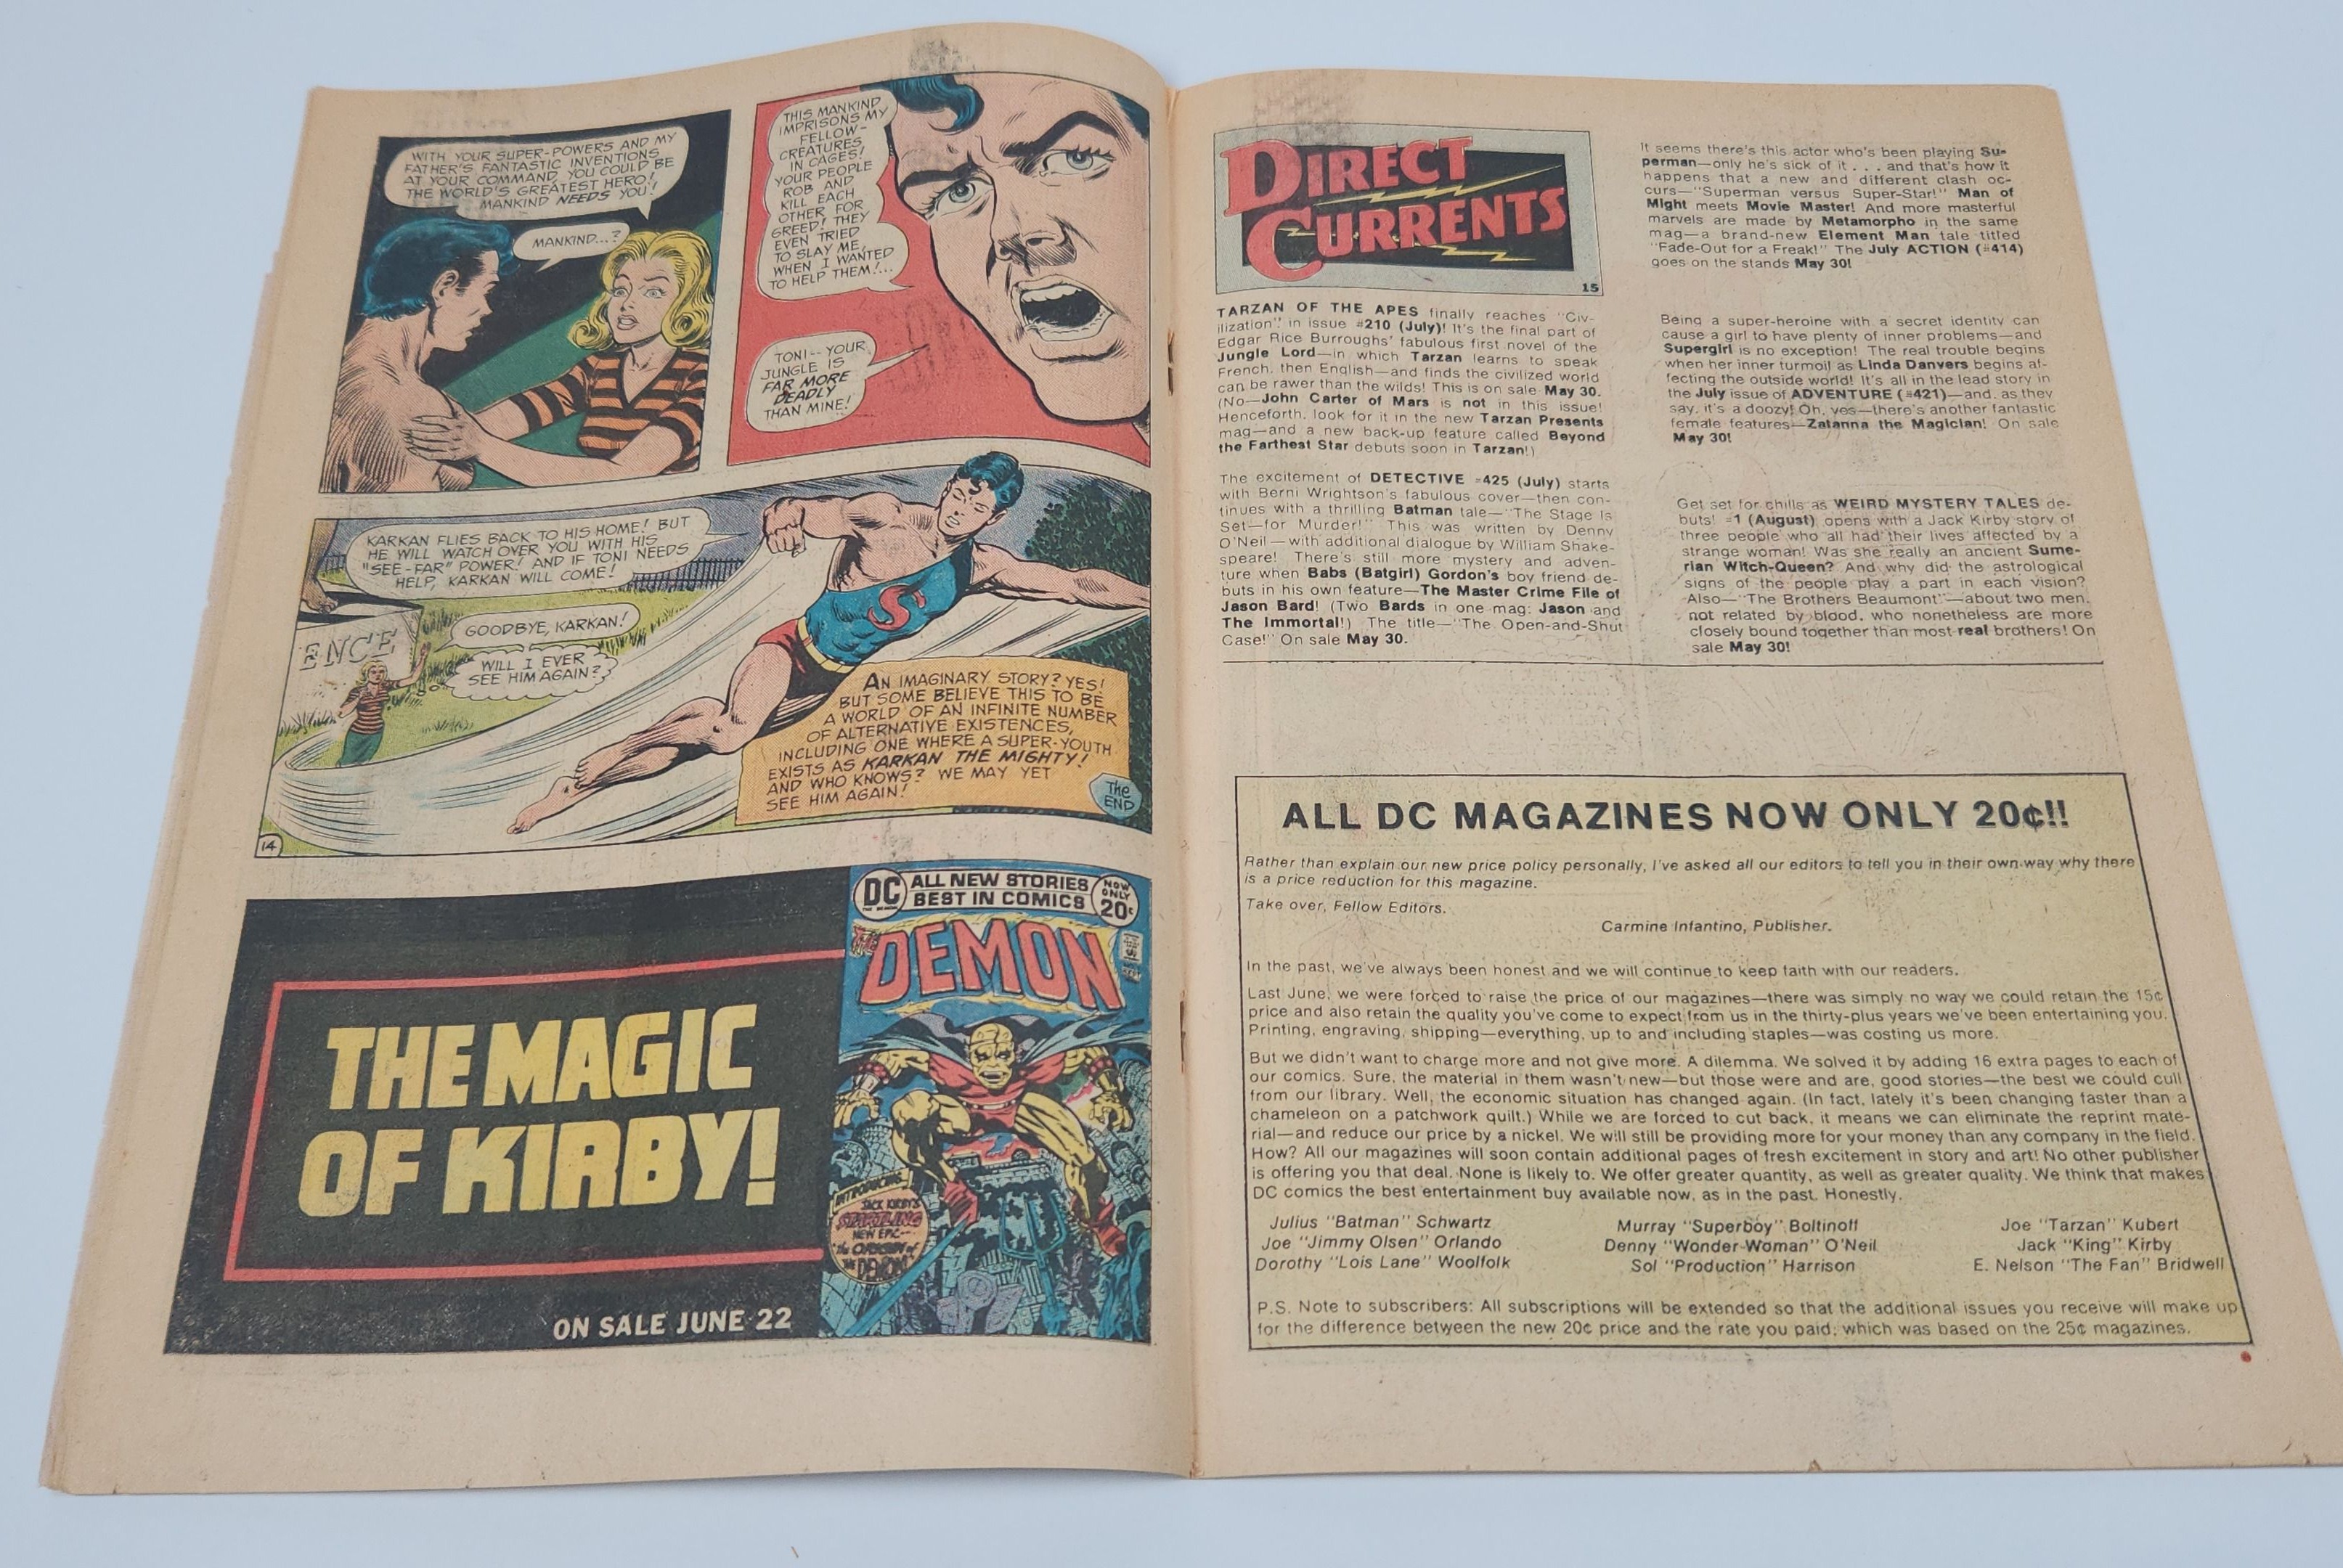 WITH YOUR SUPER-POWERS AND MY
FATHER'S FANTASTIC INVENTIONS
AT YOUR COMMAND, YOU COULD BE
THE WORLD'S GREATEST HERO!
MANKIND NEEDS YOU!
MANKIND...?
THIS MANKIND
IMPRISONS MY
FELLOW-
CREATURES
IN CAGES!
YOUR PEOPLE
ROB AND
KILL EACH
OTHER FOR
GREED! THEY
EVEN TRIED
TO SLAY ME,
WHEN I WANTED
TO HELP THEM!...
TONI-- YOUR
JUNGLE IS
FAR MORE
DEADLY
THAN MINE!
KARKAN FLIES BACK TO HIS HOME! BUT
HE WILL WATCH OVER YOU WITH HIS
"SEE-FAR" POWER! AND IF TONI NEEDS
HELP, KARKAN WILL COME!
ENCE
GOODBYE, KARKAN!
WILL I EVER
SEE HIM AGAIN?
S
AN IMAGINARY STORY? YES!
BUT SOME BELIEVE THIS TO BE
A WORLD OF AN INFINITE NUMBER
OF ALTERNATIVE EXISTENCES,
INCLUDING ONE WHERE A SUPER-YOUTH
EXISTS AS KARKAN THE MIGHTY!
AND WHO KNOWS? WE MAY YET
SEE HIM AGAIN!
The
END
14
THE MAGIC
OF KIRBY!
ON SALE JUNE 22
DC
ALL NEW STORIES
BEST IN COMICS
NOW
ONLY
20¢
THE
DEMON
INTRODUCING...
JACK KIRBY'S
STARTLING
NEW EPIC--
DEMON!
DIRECT
CURRENTS
15
TARZAN OF THE APES finally reaches "Civ-
ilization" in issue #210 (July)! It's the final part of
Edgar Rice Burroughs' fabulous first novel of the
Jungle Lord—in which Tarzan learns to speak
French, then English—and finds the civilized world
can be rawer than the wilds! This is on sale May 30.
(No—John Carter of Mars is not in this issue!
Henceforth, look for it in the new Tarzan Presents
mag—and a new back-up feature called Beyond
the Farthest Star debuts soon in Tarzan!)
The excitement of DETECTIVE #425 (July) starts
with Berni Wrightson's fabulous cover—then con-
tinues with a thrilling Batman tale—"The Stage Is
Set—for Murder!" This was written by Denny
O'Neil—with additional dialogue by William Shake-
speare! There's still more mystery and adven-
ture when Babs (Batgirl) Gordon's boy friend de-
buts in his own feature—The Master Crime File of
Jason Bard! (Two Bards in one mag: Jason and
The Immortal!) The title—"The Open-and-Shut
Case!" On sale May 30.
It seems there's this actor who's been playing Su-
perman—only he's sick of it . . . and that's how it
happens that a new and different clash oc-
curs—"Superman versus Super-Star!" Man of
Might meets Movie Master! And more masterful
marvels are made by Metamorpho in the same
mag—a brand-new Element Man tale titled
"Fade-Out for a Freak!" The July ACTION (#414)
goes on the stands May 30!
Being a super-heroine with a secret identity can
cause a girl to have plenty of inner problems—and
Supergirl is no exception! The real trouble begins
when her inner turmoil as Linda Danvers begins af-
fecting the outside world! It's all in the lead story in
the July issue of ADVENTURE (#421)—and, as they
say, it's a doozy! Oh, yes—there's another fantastic
female features—Zatanna the Magician! On sale
May 30!
Get set for chills as WEIRD MYSTERY TALES de-
buts! #1 (August) opens with a Jack Kirby story of
three people who all had their lives affected by a
strange woman! Was she really an ancient Sume-
rian Witch-Queen? And why did the astrological
signs of the people play a part in each vision?
Also—"The Brothers Beaumont"—about two men,
not related by blood, who nonetheless are more
closely bound together than most real brothers! On
sale May 30!
ALL DC MAGAZINES NOW ONLY 20¢!!
Rather than explain our new price policy personally, I've asked all our editors to tell you in their own way why there
is a price reduction for this magazine.
Take over, Fellow Editors.
Carmine Infantino, Publisher.
In the past, we've always been honest and we will continue to keep faith with our readers.
Last June, we were forced to raise the price of our magazines—there was simply no way we could retain the 15¢
price and also retain the quality you've come to expect from us in the thirty-plus years we've been entertaining you.
Printing, engraving, shipping—everything, up to and including staples—was costing us more.
But we didn't want to charge more and not give more. A dilemma. We solved it by adding 16 extra pages to each of
our comics. Sure, the material in them wasn't new—but those were and are, good stories—the best we could cull
from our library. Well, the economic situation has changed again. (In fact, lately it's been changing faster than a
chameleon on a patchwork quilt.) While we are forced to cut back, it means we can eliminate the reprint mate-
rial—and reduce our price by a nickel. We will still be providing more for your money than any company in the field.
How? All our magazines will soon contain additional pages of fresh excitement in story and art! No other publisher
is offering you that deal. None is likely to. We offer greater quantity, as well as greater quality. We think that makes
DC comics the best entertainment buy available now, as in the past. Honestly.
Julius "Batman" Schwartz
Joe "Jimmy Olsen" Orlando
Dorothy "Lois Lane" Woolfolk
Murray "Superboy" Boltinoff
Denny "Wonder Woman" O'Neil
Sol "Production" Harrison
Joe "Tarzan" Kubert
Jack "King" Kirby
E. Nelson "The Fan" Bridwell
P.S. Note to subscribers: All subscriptions will be extended so that the additional issues you receive will make up
for the difference between the new 20¢ price and the rate you paid, which was based on the 25¢ magazines.